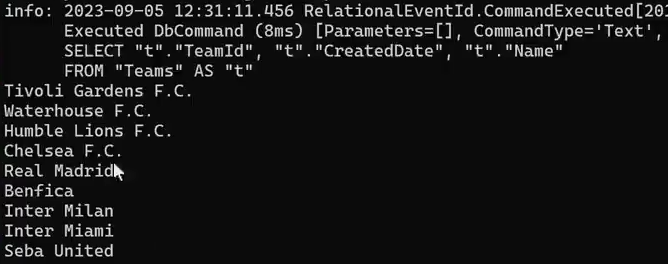 info: 2023-09-05 12:31:11.456 RelationalEventId.CommandExecuted[201
Executed DbCommand (8ms) [Parameters=[], CommandType='Text',
SELECT "t"."TeamId", "t"."CreatedDate", "t"."Name"
FROM "Teams" AS "t"
Tivoli Gardens F.C.
Waterhouse F.C.
Humble Lions F.C.
Chelsea F.C.
Real Madrid
Benfica
Inter Milan
Inter Miami
Seba United